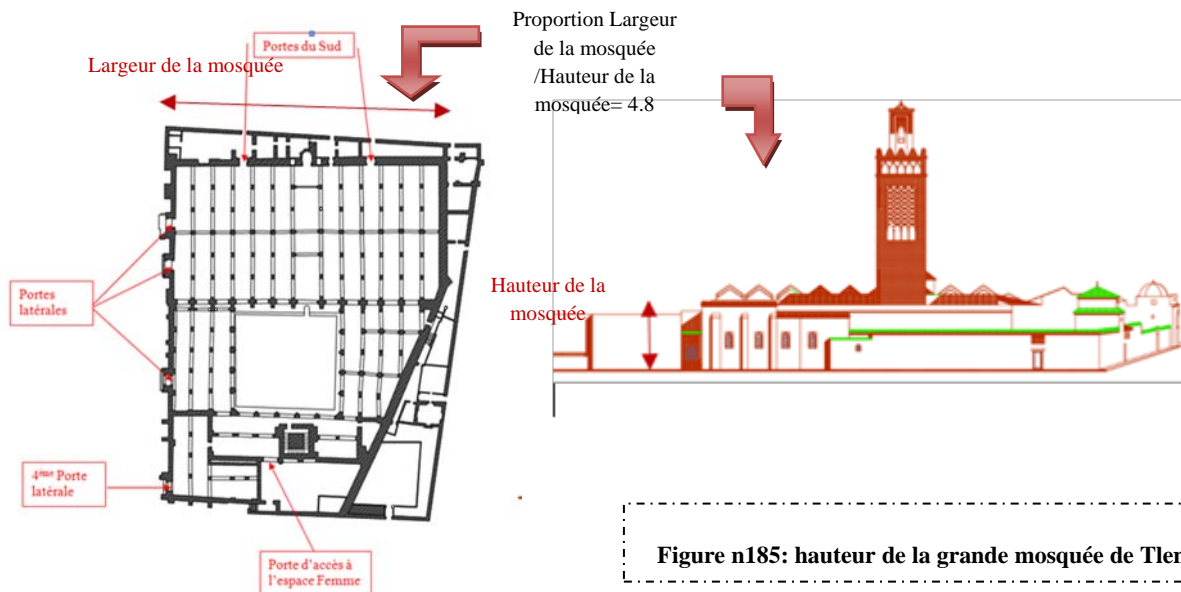 Proportion Largeur
de la mosquée
/Hauteur de la
mosquée= 4.8
Portes du Sud
Largeur de la mosquée
Portes
latérales
Hauteur de la
mosquée
4ème Porte
latérale
Porte d'accès à
l'espace Femme
Figure n185: hauteur de la grande mosquée de